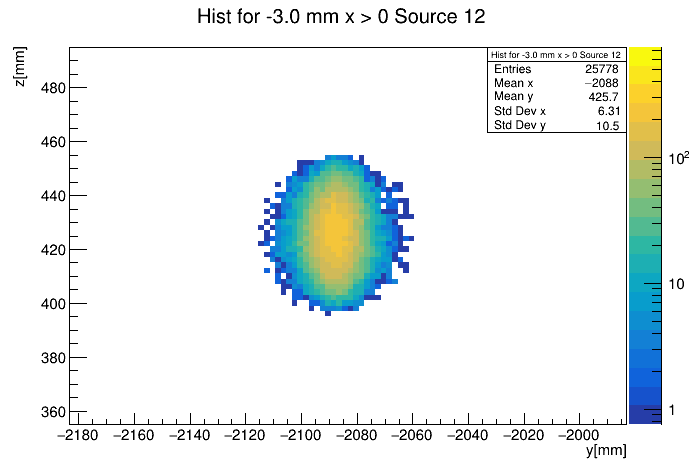 Hist for -3.0 mm x > 0 Source 12
z[mm]
Hist for -3.0 mm x > 0 Source 12
Entries 25778
Mean x −2088
Mean y 425.7
Std Dev x 6.31
Std Dev y 10.5
480
460
440
420
400
380
360
10²
10
1
−2180 −2160 −2140 −2120 −2100 −2080 −2060 −2040 −2020 −2000
y[mm]